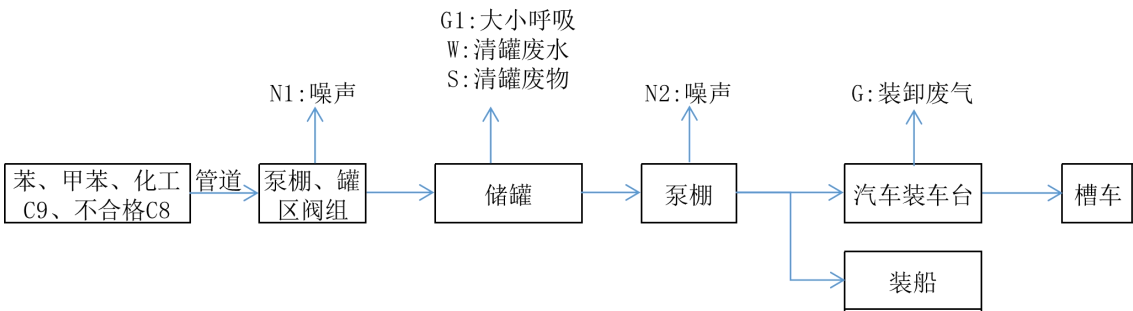 G1:大小呼吸
W:清罐废水
S:清罐废物
N1:噪声
N2:噪声
G:装卸废气
苯、甲苯、化工
C9、不合格C8
管道
泵棚、罐
区阀组
储罐
泵棚
汽车装车台
槽车
装船